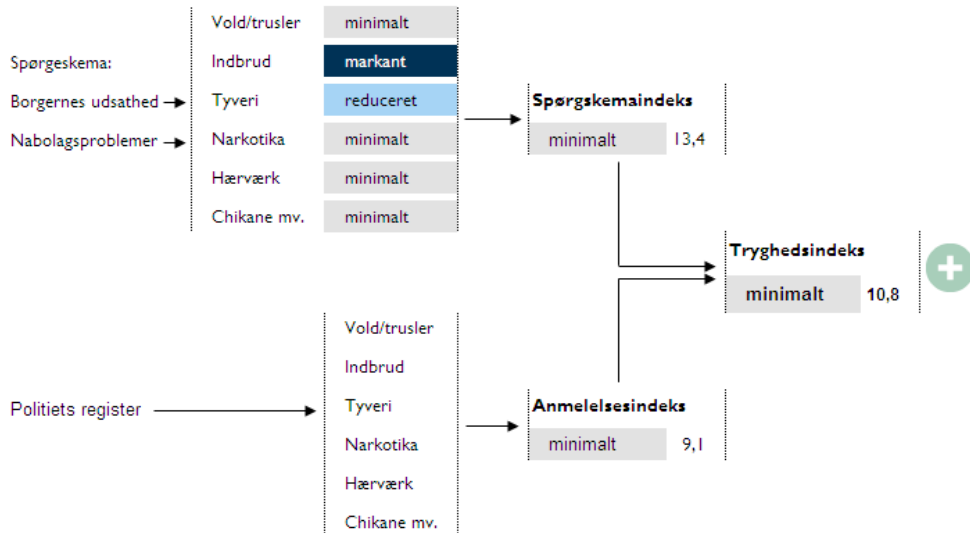 Vold/trusler minimalt
Spørgeskema:
Indbrud markant
Borgernes udsathed
Tyveri reduceret
Nabolagsproblemer
Narkotika minimalt
Hærværk minimalt
Chikane mv. minimalt
Spørgskemaindeks
minimalt 13,4
Tryghedsindeks
minimalt 10,8
Politiets register
Vold/trusler
Indbrud
Tyveri
Narkotika
Hærværk
Chikane mv.
Anmelelsesindeks
minimalt 9,1